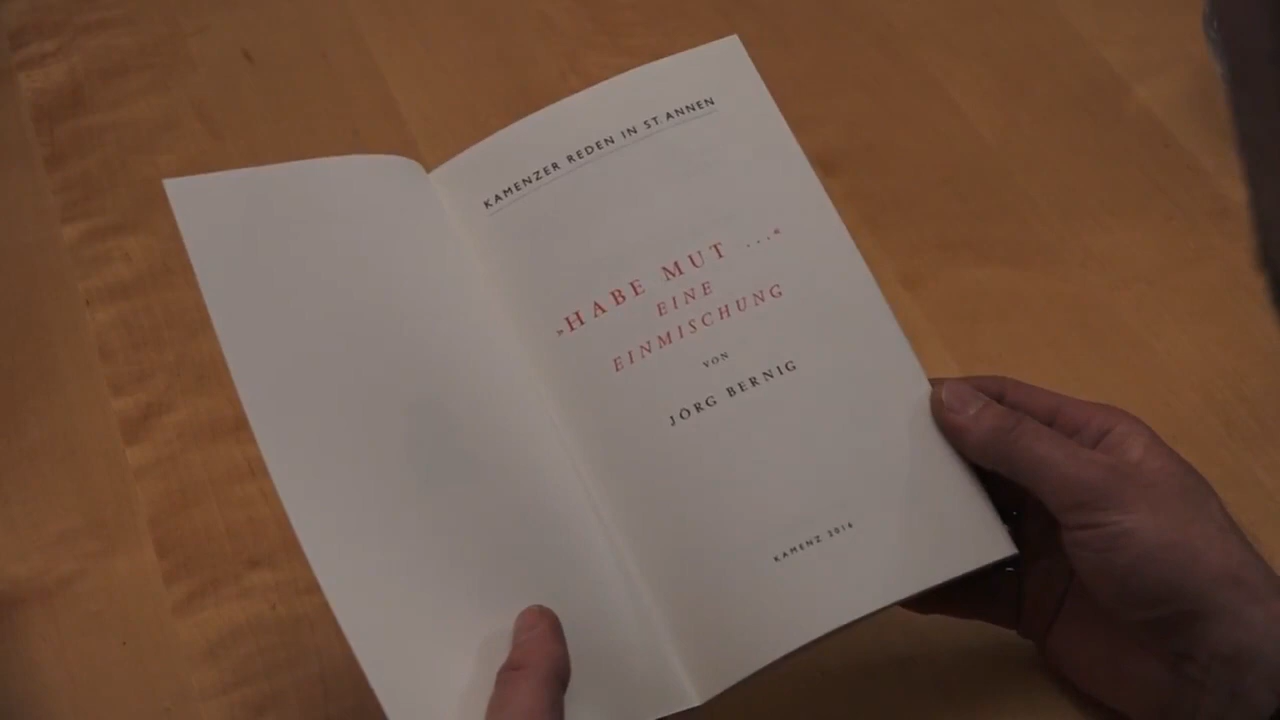 KAMENZER REDEN IN ST. ANNEN
»HABE MUT ...«
EINE
EINMISCHUNG
VON
JÖRG BERNIG
KAMENZ 2016